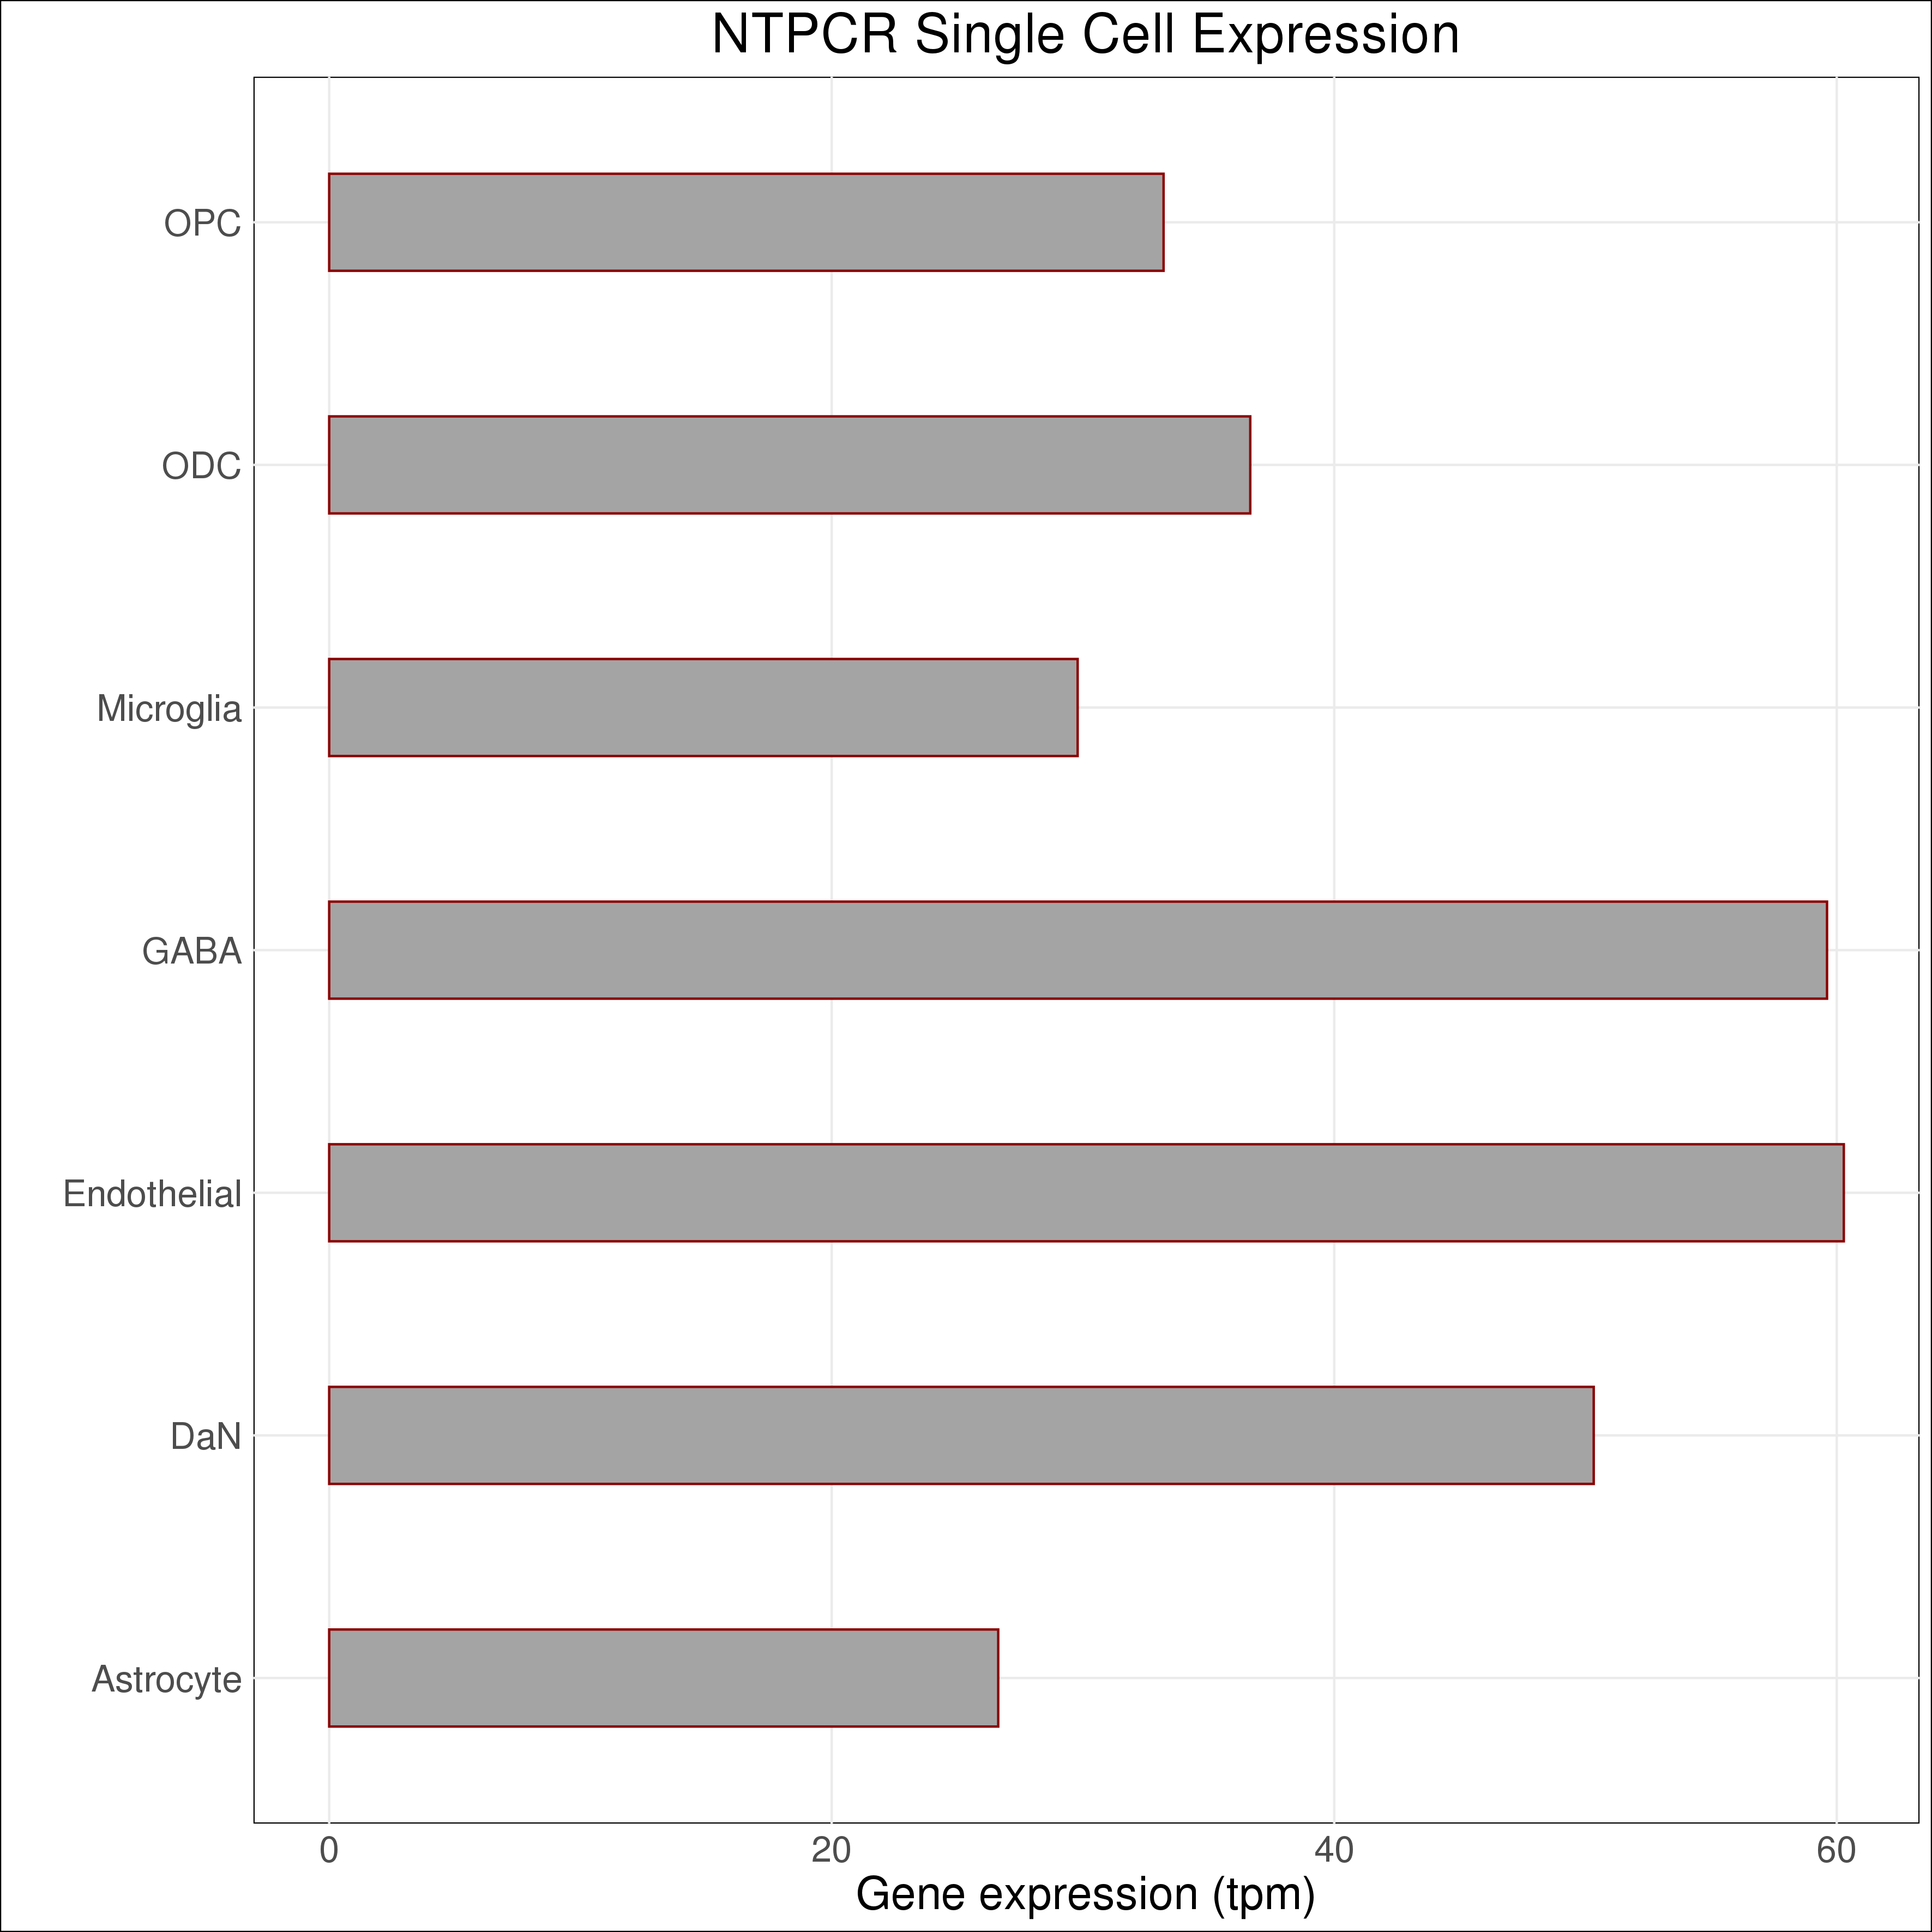 NTPCR Single Cell Expression
OPC
ODC
Microglia
GABA
Endothelial
DaN
Astrocyte
0 20 40 60
Gene expression (tpm)